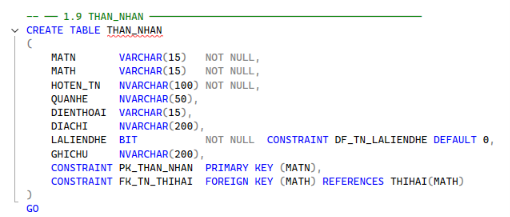 -- —— 1.9 THAN_NHAN ——————————————————————————————
CREATE TABLE THAN_NHAN
(
    MATN       VARCHAR(15)   NOT NULL,
    MATH       VARCHAR(15)   NOT NULL,
    HOTEN_TN   NVARCHAR(100) NOT NULL,
    QUANHE     NVARCHAR(50),
    DIENTHOAI  VARCHAR(15),
    DIACHI     NVARCHAR(200),
    LALIENDHE  BIT           NOT NULL  CONSTRAINT DF_TN_LALIENDHE DEFAULT 0,
    GHICHU     NVARCHAR(200),
    CONSTRAINT PK_THAN_NHAN  PRIMARY KEY (MATN),
    CONSTRAINT FK_TN_THIHAI  FOREIGN KEY (MATH) REFERENCES THIHAI(MATH)
)
GO